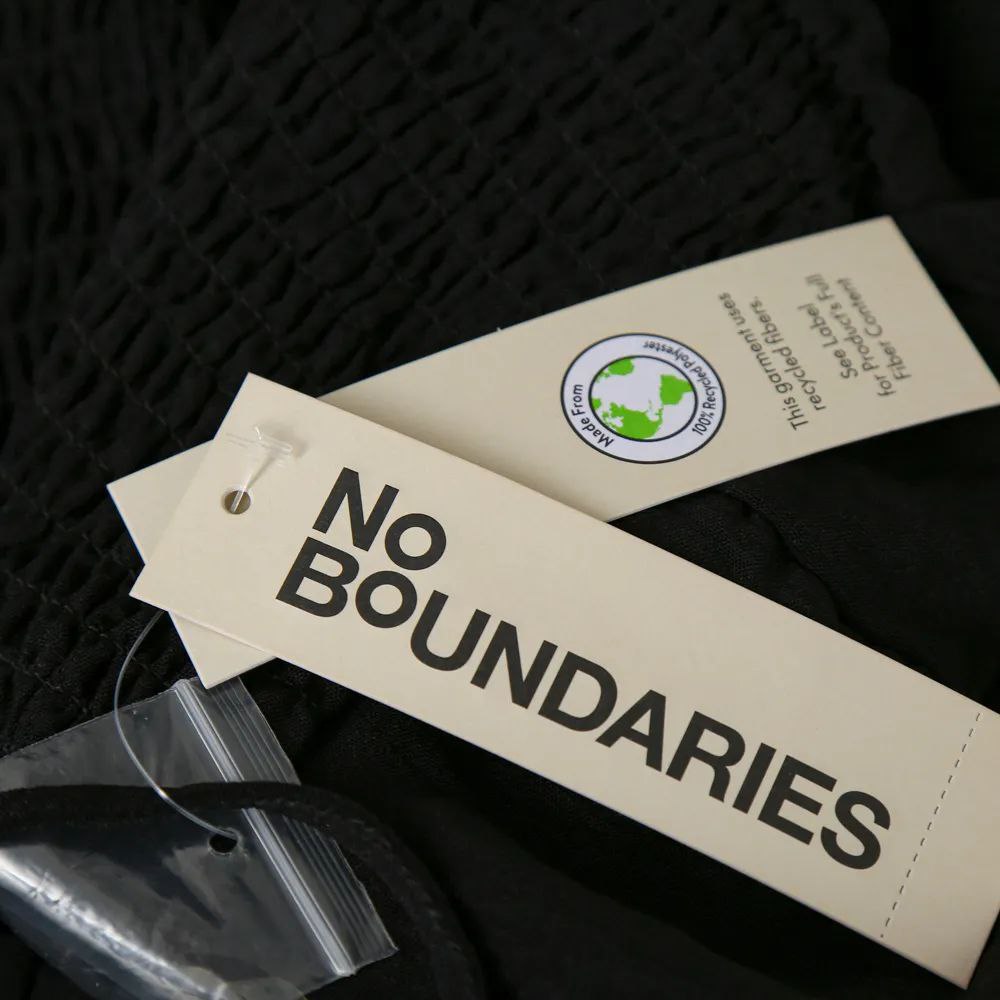 No
BoUNDARIES
Made From
100% Recycled Polyester
This garment uses
recycled fibers.
See Label
for Product's Full
Fiber Content